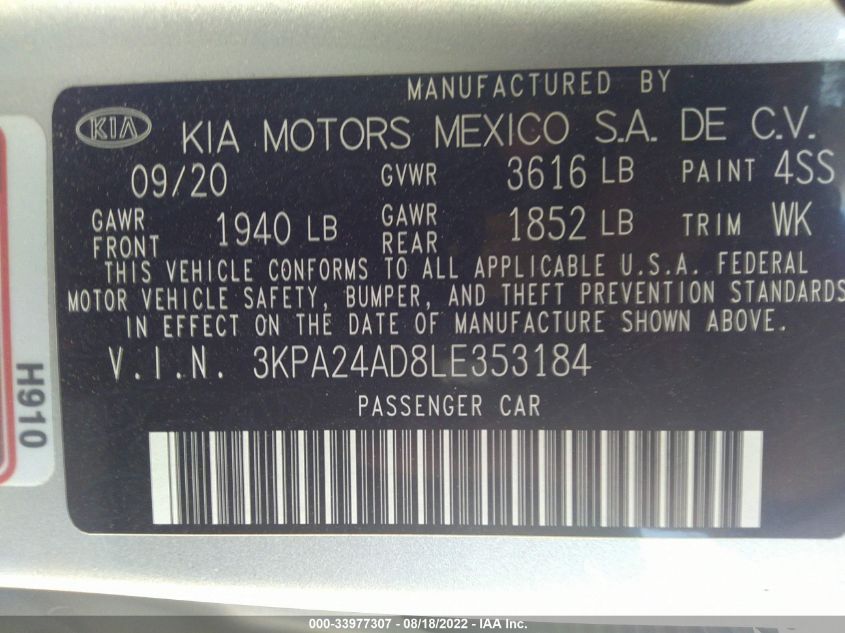 MANUFACTURED BY
KIA KIA MOTORS MEXICO S.A. DE C.V.
09/20 GVWR 3616 LB PAINT 4SS
GAWR FRONT 1940 LB GAWR REAR 1852 LB TRIM WK
THIS VEHICLE CONFORMS TO ALL APPLICABLE U.S.A. FEDERAL
MOTOR VEHICLE SAFETY, BUMPER, AND THEFT PREVENTION STANDARDS
IN EFFECT ON THE DATE OF MANUFACTURE SHOWN ABOVE.
V.I.N. 3KPA24AD8LE353184
PASSENGER CAR
H910
000-33977307 - 08/18/2022 - IAA Inc.